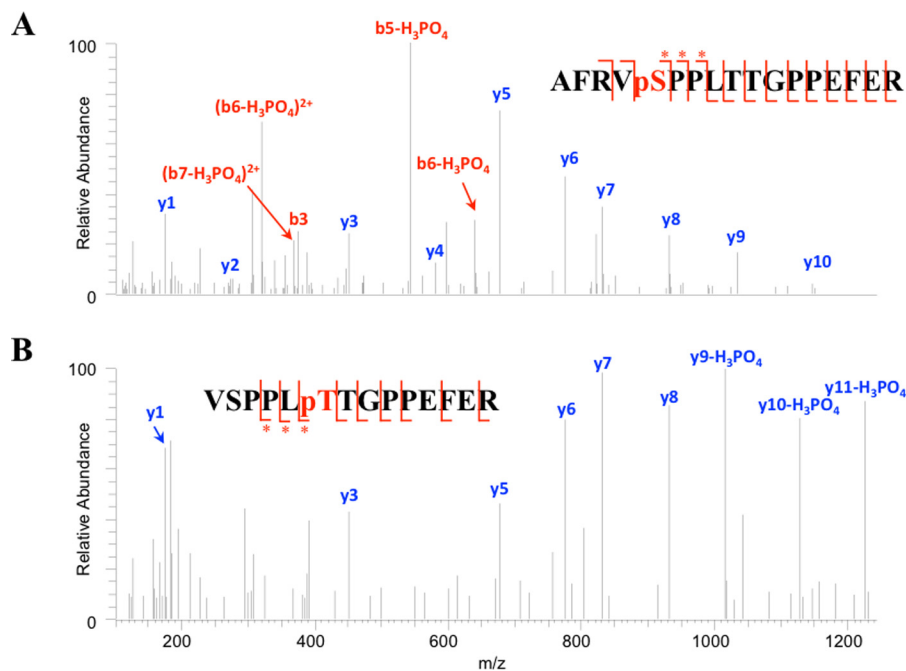 A
100
Relative Abundance
0
b5-H₃PO₄
* * *
AFRVpSPPLTTGPPEFER
(b6-H₃PO₄)²⁺
y5
(b7-H₃PO₄)²⁺
b6-H₃PO₄
y6
y1
b3
y3
y7
y2
y4
y8
y9
y10
B
100
Relative Abundance
0
VSPPLpTTGPPEFER
* * *
y1
y3
y5
y6
y7
y8
y9-H₃PO₄
y10-H₃PO₄
y11-H₃PO₄
200 400 600 800 1000 1200
m/z